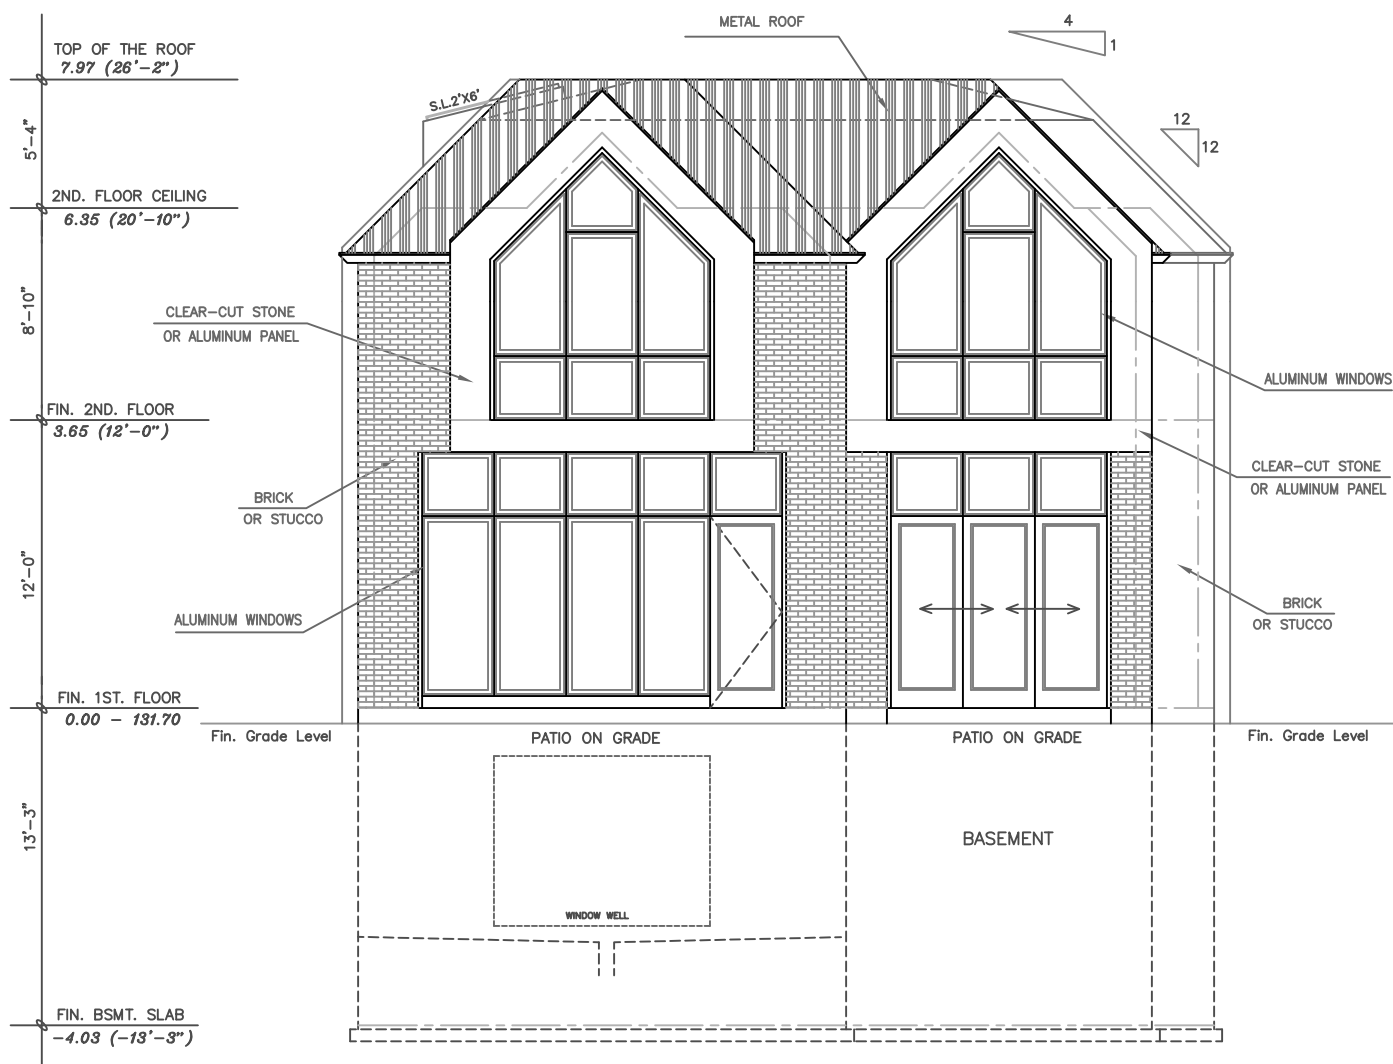 METAL ROOF
4
1
TOP OF THE ROOF
7.97 (26'-2")
S.L.2'X6'
12
12
5'-4"
2ND. FLOOR CEILING
6.35 (20'-10")
8'-10"
CLEAR-CUT STONE
OR ALUMINUM PANEL
ALUMINUM WINDOWS
FIN. 2ND. FLOOR
3.65 (12'-0")
CLEAR-CUT STONE
OR ALUMINUM PANEL
BRICK
OR STUCCO
12'-0"
ALUMINUM WINDOWS
BRICK
OR STUCCO
FIN. 1ST. FLOOR
0.00 - 131.70
Fin. Grade Level
PATIO ON GRADE
PATIO ON GRADE
Fin. Grade Level
13'-3"
BASEMENT
WINDOW WELL
FIN. BSMT. SLAB
-4.03 (-13'-3")